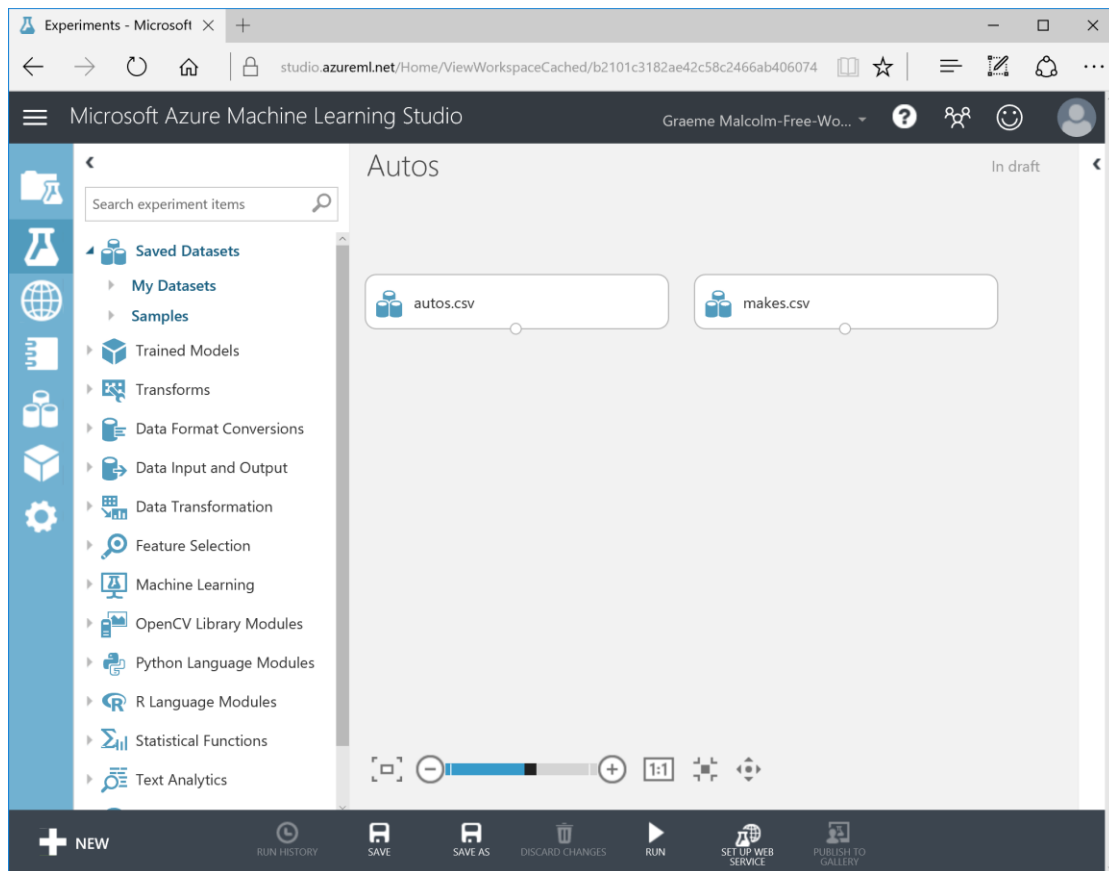 Experiments - Microsoft
studio.azureml.net/Home/ViewWorkspaceCached/b2101c3182ae42c58c2466ab406074
Microsoft Azure Machine Learning Studio
Graeme Malcolm-Free-Wo...
?
Autos
In draft
Search experiment items
Saved Datasets
My Datasets
Samples
Trained Models
Transforms
Data Format Conversions
Data Input and Output
Data Transformation
Feature Selection
Machine Learning
OpenCV Library Modules
Python Language Modules
R Language Modules
Statistical Functions
Text Analytics
autos.csv
makes.csv
1:1
NEW
RUN HISTORY
SAVE
SAVE AS
DISCARD CHANGES
RUN
SET UP WEB
SERVICE
PUBLISH TO
GALLERY